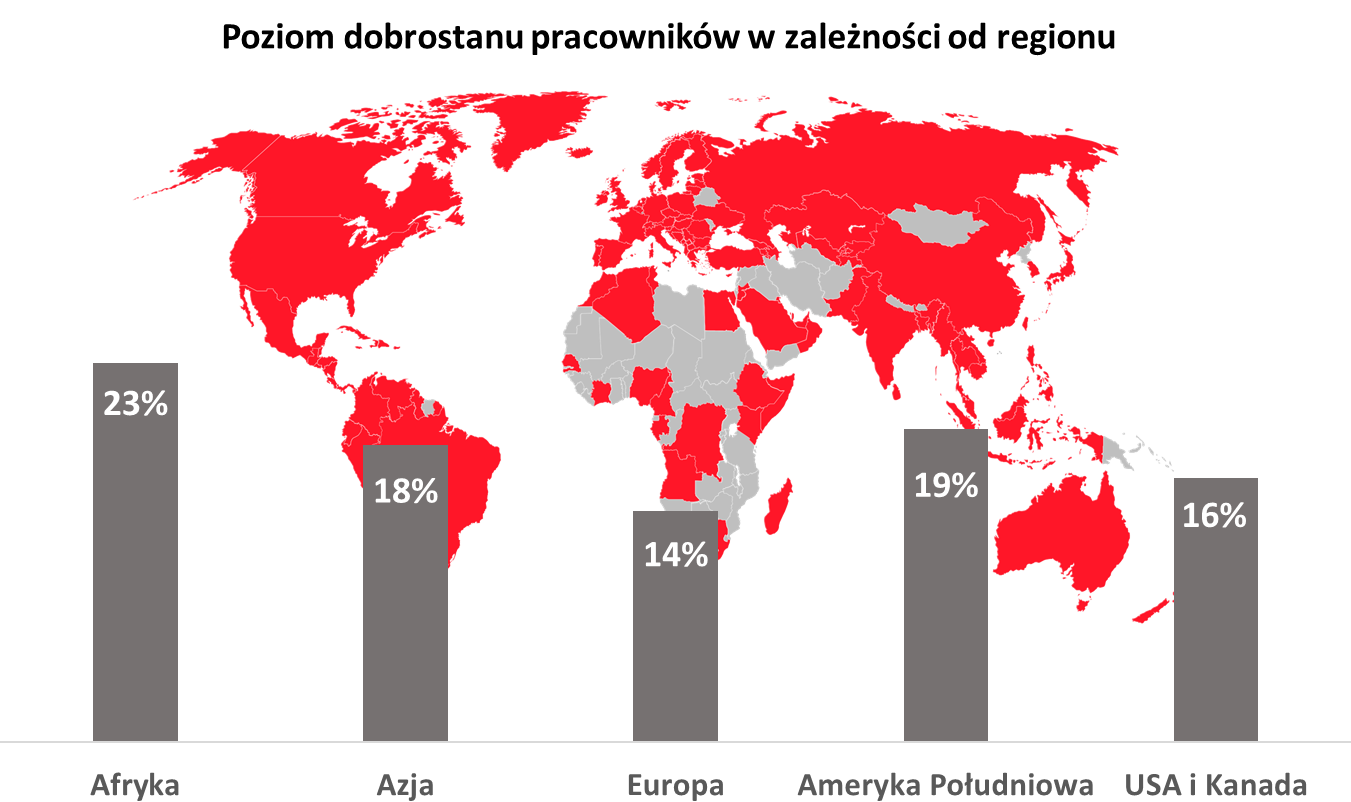 Poziom dobrostanu pracowników w zależności od regionu
23%
18%
14%
19%
16%
Afryka
Azja
Europa
Ameryka Południowa
USA i Kanada